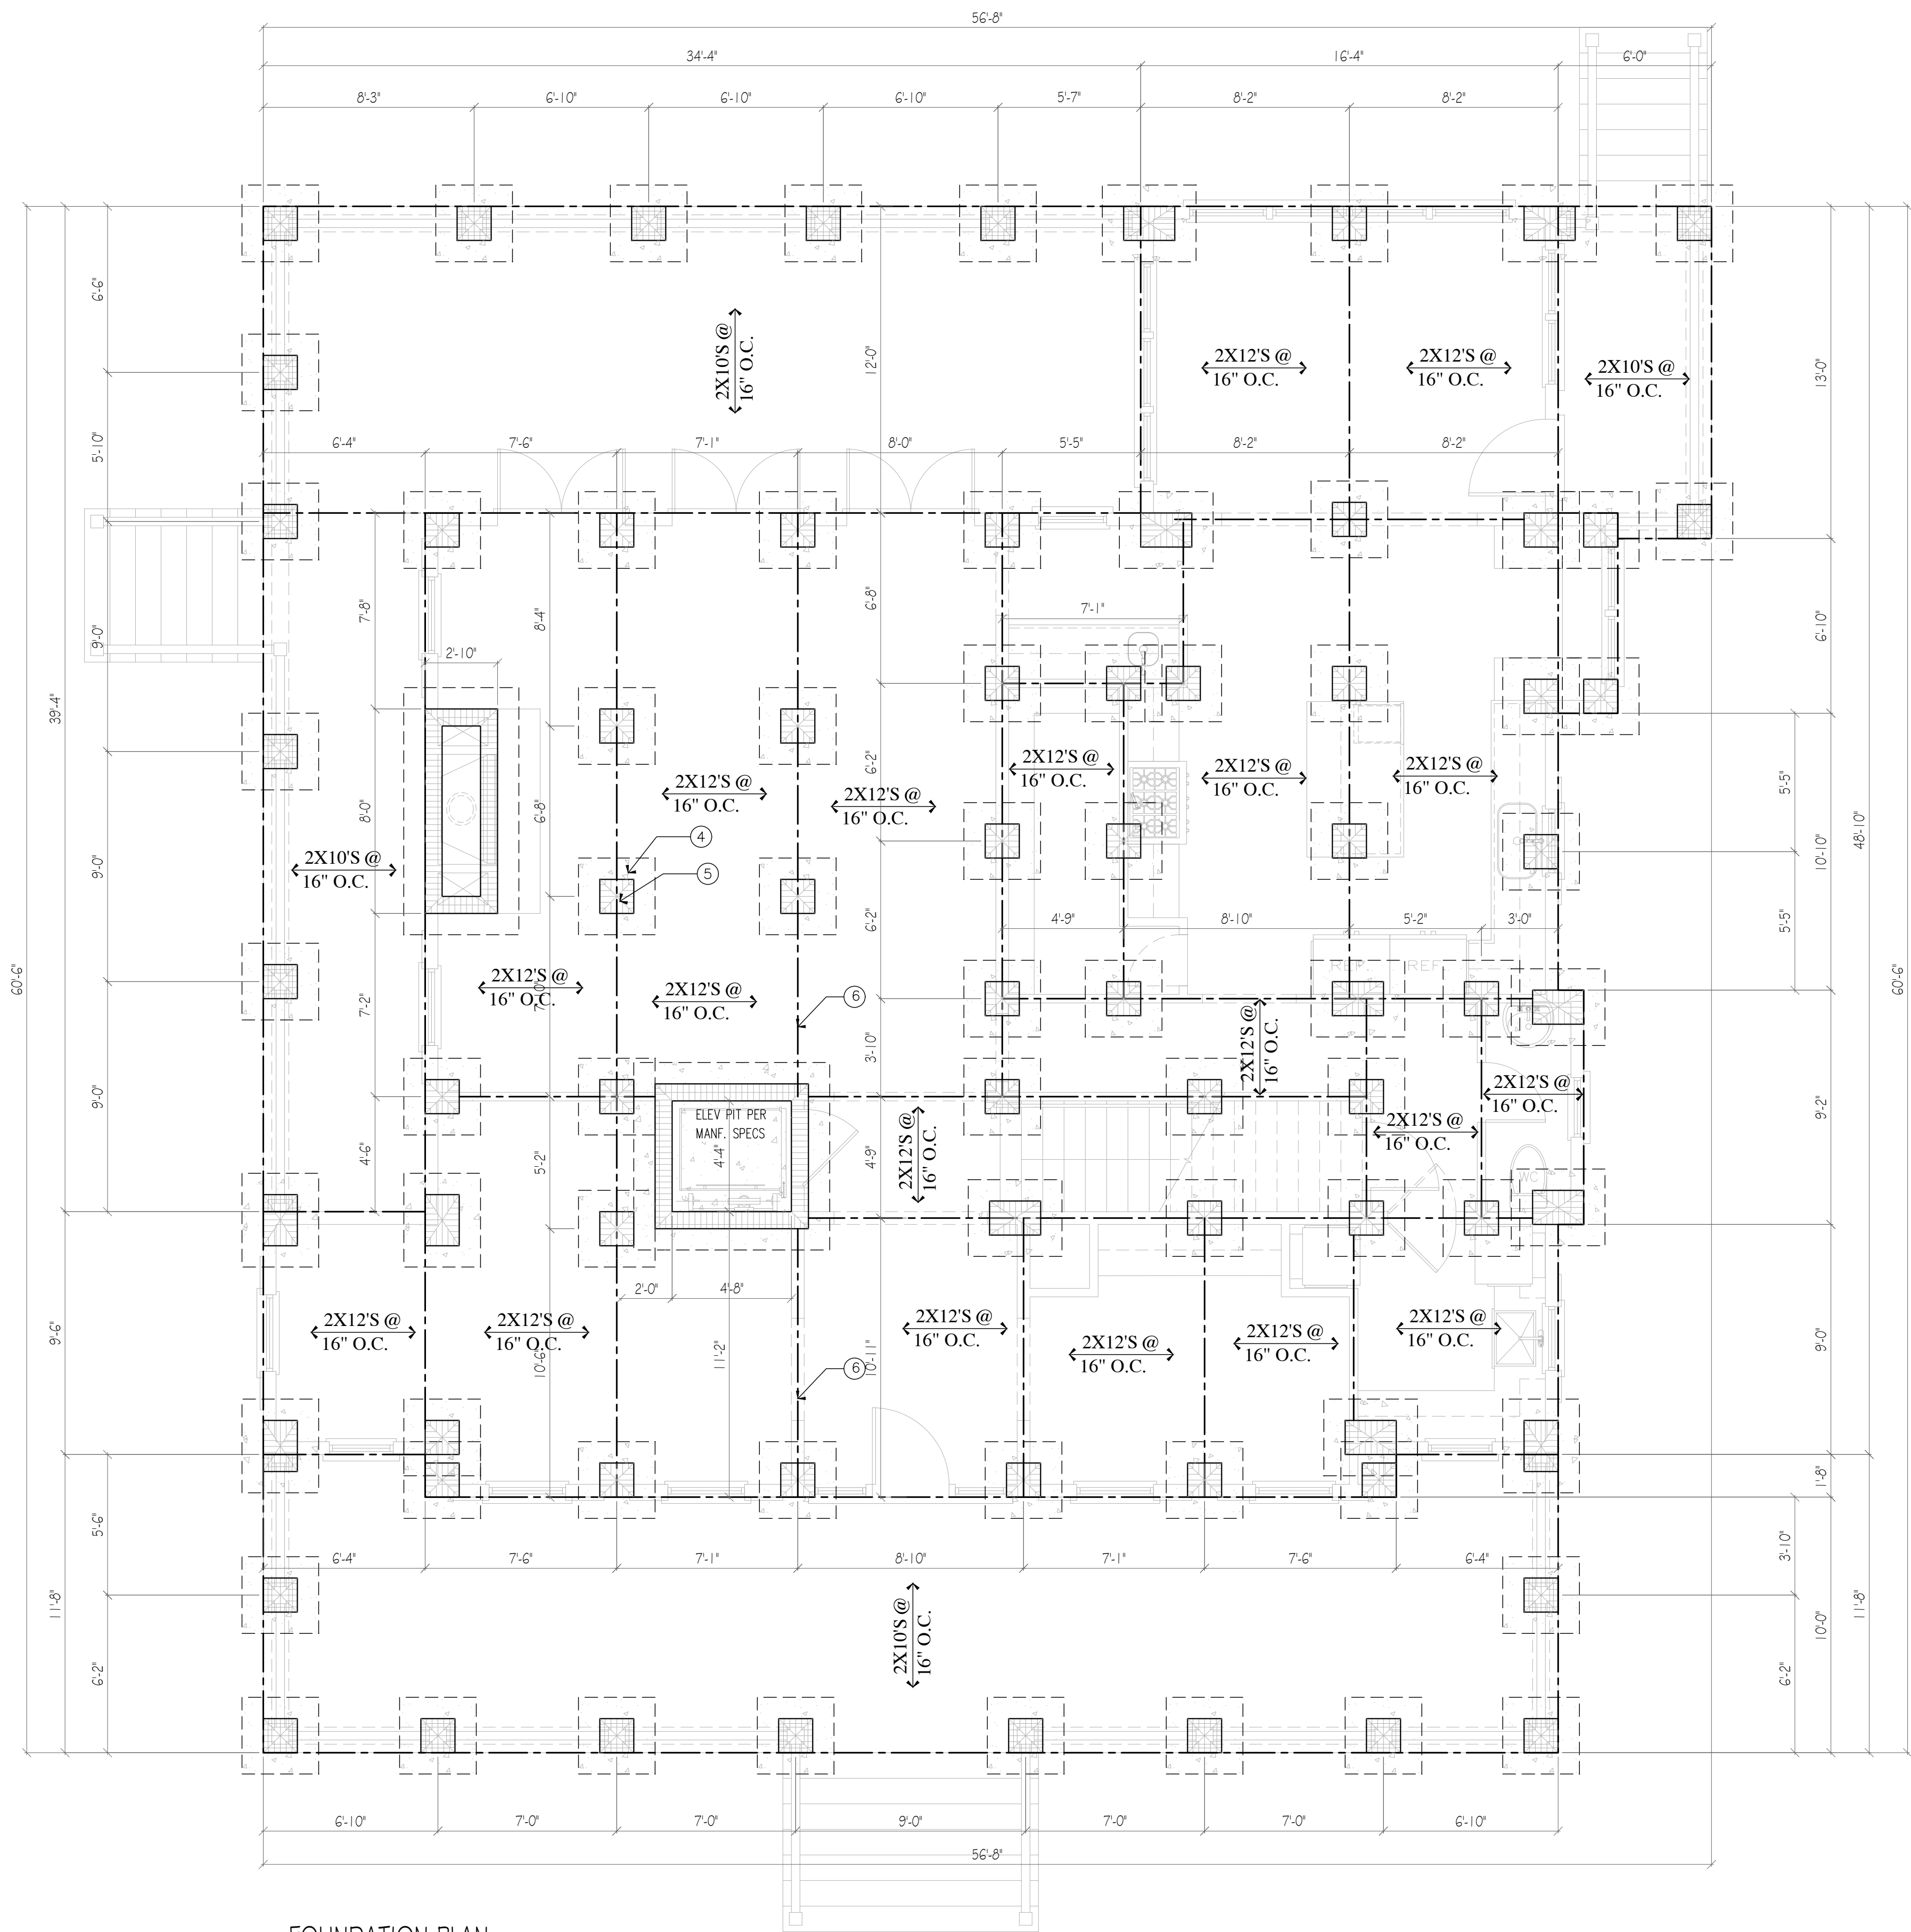 56'-8"
34'-4" 16'-4" 6'-0"
8'-3" 6'-10" 6'-10" 6'-10" 5'-7" 8'-2" 8'-2"
6'-6"
12'-0"
13'-0"
2X10'S @
16" O.C.
2X12'S @
16" O.C.
2X12'S @
16" O.C.
2X10'S @
16" O.C.
5'-10"
6'-4" 7'-6" 7'-1" 8'-0" 5'-5" 8'-2" 8'-2"
9'-0"
7'-8"
8'-4"
6'-8"
7'-1"
6'-10"
2'-10"
39'-4"
6'-2"
5'-5"
2X12'S @
16" O.C.
2X12'S @
16" O.C.
2X12'S @
16" O.C.
2X12'S @
16" O.C.
2X12'S @
16" O.C.
8'-0"
6'-8"
4
5
9'-0"
2X10'S @
16" O.C.
10'-10"
48'-10"
6'-2"
4'-9" 8'-10" 5'-2" 3'-0"
5'-5"
REF. REF.
60'-6"
60'-6"
2X12'S @
16" O.C.
7'-0"
2X12'S @
16" O.C.
6
7'-2"
3'-10"
2X12'S @
16" O.C.
9'-0"
9'-2"
2X12'S @
16" O.C.
ELEV PIT PER
MANF. SPECS
4'-4"
2X12'S @
16" O.C.
4'-6"
5'-2"
4'-9"
2X12'S @
16" O.C.
WC
2'-0" 4'-8"
2X12'S @
16" O.C.
2X12'S @
16" O.C.
2X12'S @
16" O.C.
2X12'S @
16" O.C.
2X12'S @
16" O.C.
2X12'S @
16" O.C.
9'-6"
10'-6"
11'-2"
10'-11"
9'-0"
6
1'-8"
5'-6"
3'-10"
6'-4" 7'-6" 7'-1" 8'-10" 7'-1" 7'-6" 6'-4"
11'-8"
10'-0"
11'-8"
2X10'S @
16" O.C.
6'-2"
6'-2"
6'-10" 7'-0" 7'-0" 9'-0" 7'-0" 7'-0" 6'-10"
56'-8"
FOUNDATION PLAN